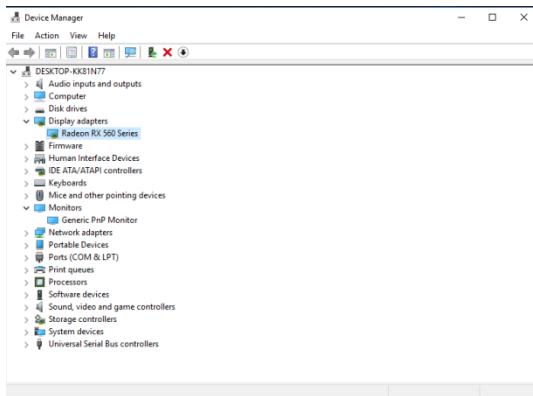 Device Manager
File Action View Help
DESKTOP-KK81N77
Audio inputs and outputs
Computer
Disk drives
Display adapters
Radeon RX 560 Series
Firmware
Human Interface Devices
IDE ATA/ATAPI controllers
Keyboards
Mice and other pointing devices
Monitors
Generic PnP Monitor
Network adapters
Portable Devices
Ports (COM & LPT)
Print queues
Processors
Software devices
Sound, video and game controllers
Storage controllers
System devices
Universal Serial Bus controllers